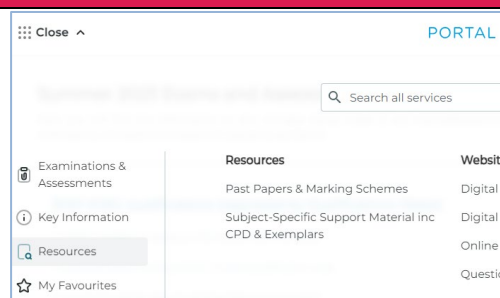 Close
PORTAL
Search all services
Examinations &
Assessments
Key Information
Resources
My Favourites
Resources
Past Papers & Marking Schemes
Subject-Specific Support Material inc
CPD & Exemplars
Websit
Digital
Digital
Online
Questio